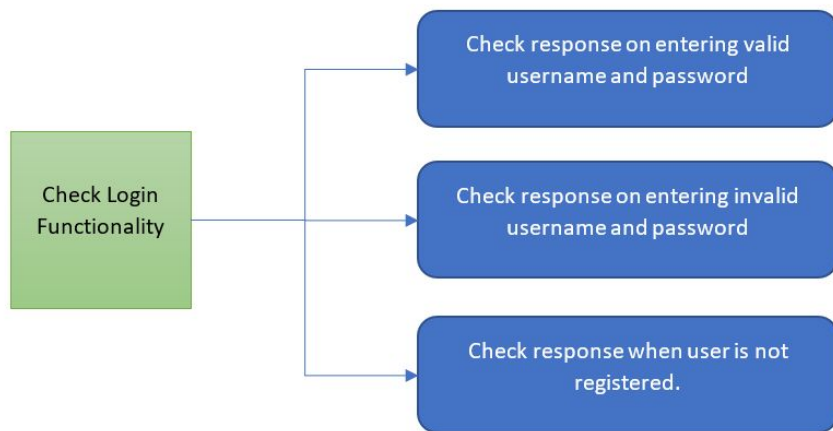 Check response on entering valid
username and password
Check Login
Functionality
Check response on entering invalid
username and password
Check response when user is not
registered.